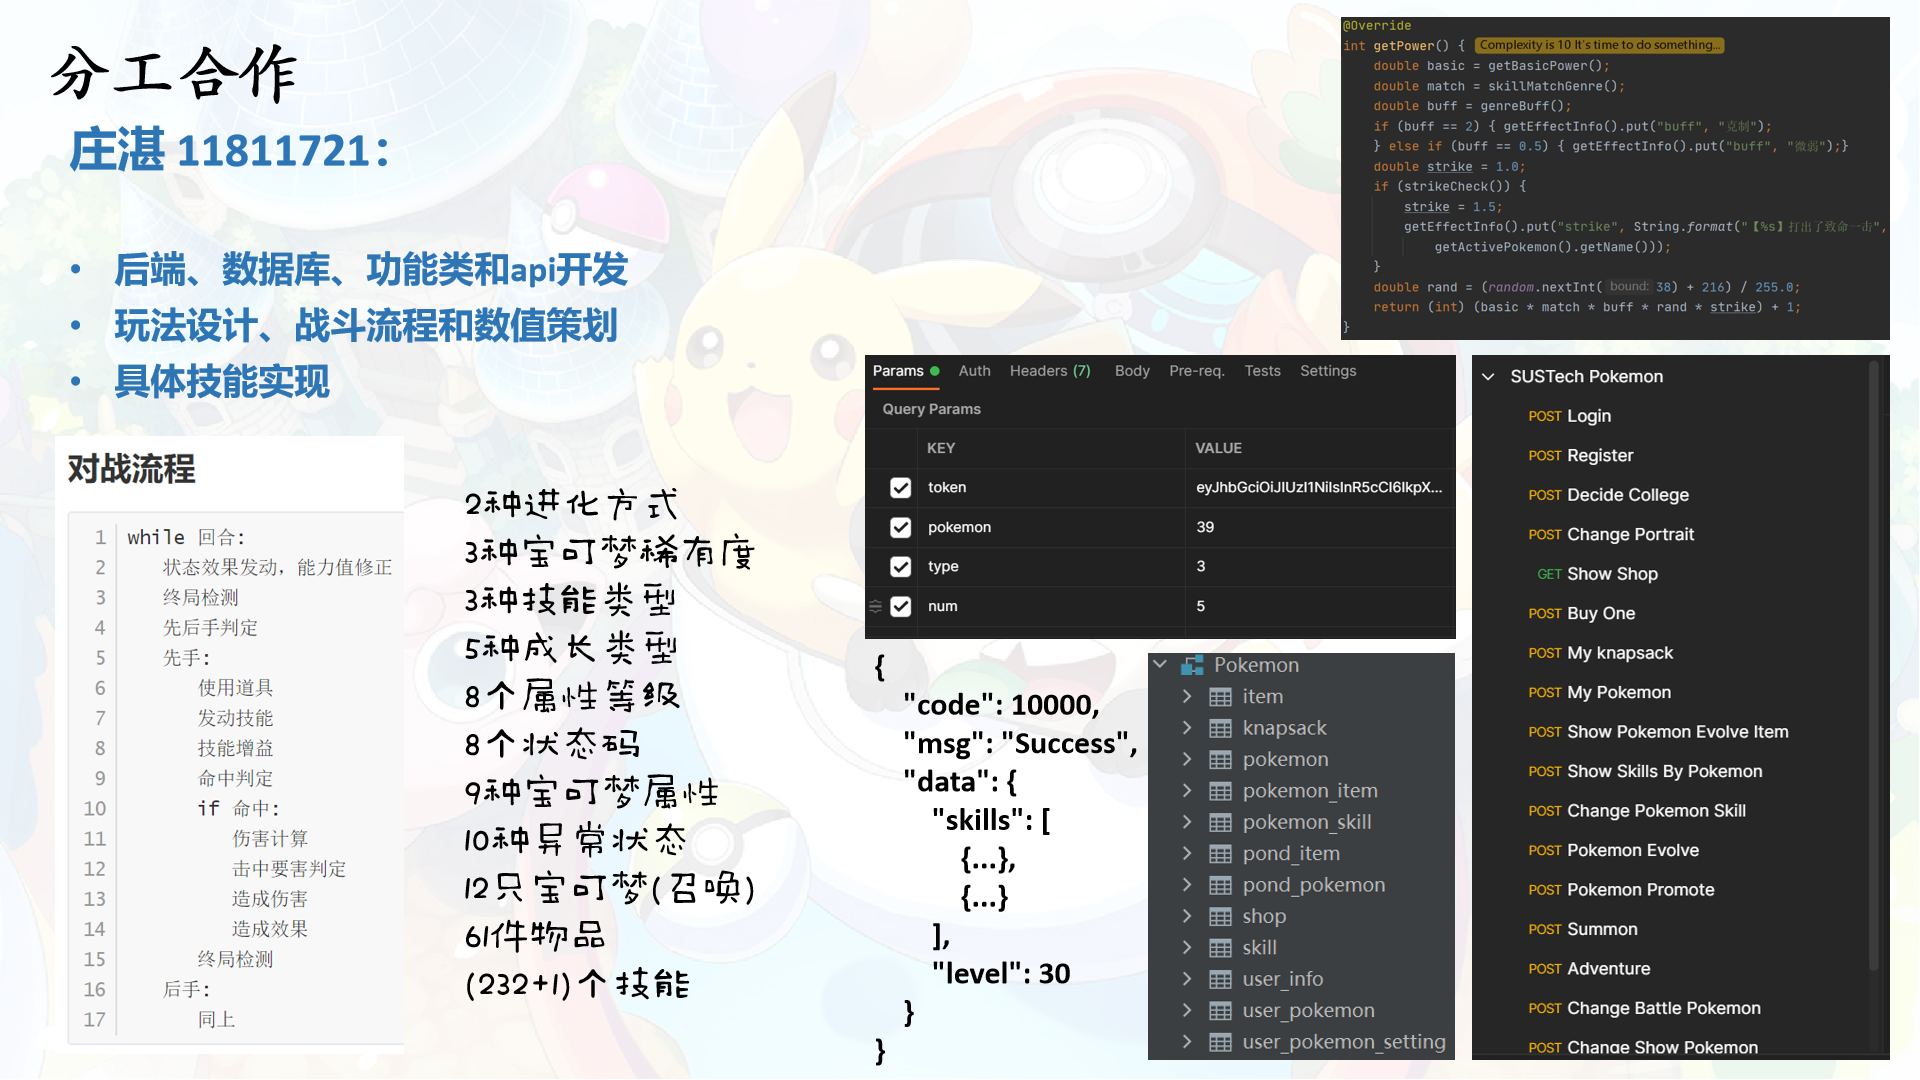 分工合作
庄湛 11811721：
• 后端、数据库、功能类和api开发
• 玩法设计、战斗流程和数值策划
• 具体技能实现
对战流程
1 while 回合:
2 状态效果发动，能力值修正
3 终局检测
4 先后手判定
5 先手:
6 使用道具
7 发动技能
8 技能增益
9 命中判定
10 if 命中:
11 伤害计算
12 击中要害判定
13 造成伤害
14 造成效果
15 终局检测
16 后手:
17 同上
2种进化方式
3种宝可梦稀有度
3种技能类型
5种成长类型
8个属性等级
8个状态码
9种宝可梦属性
10种异常状态
12只宝可梦(召唤)
61件物品
(232+1)个技能
@Override
int getPower() { Complexity is 10 It's time to do something...
double basic = getBasicPower();
double match = skillMatchGenre();
double buff = genreBuff();
if (buff == 2) { getEffectInfo().put("buff", "克制");
} else if (buff == 0.5) { getEffectInfo().put("buff", "微弱");}
double strike = 1.0;
if (strikeCheck()) {
strike = 1.5;
getEffectInfo().put("strike", String.format("【%s】打出了致命一击",
getActivePokemon().getName()));
}
double rand = (random.nextInt( bound: 38) + 216) / 255.0;
return (int) (basic * match * buff * rand * strike) + 1;
}
Params Auth Headers (7) Body Pre-req. Tests Settings
Query Params
KEY VALUE
token eyJhbGciOiJIUzI1NiIsInR5cCI6IkpX...
pokemon 39
type 3
num 5
{
"code": 10000,
"msg": "Success",
"data": {
"skills": [
{...},
{...}
],
"level": 30
}
}
Pokemon
item
knapsack
pokemon
pokemon_item
pokemon_skill
pond_item
pond_pokemon
shop
skill
user_info
user_pokemon
user_pokemon_setting
SUSTech Pokemon
POST Login
POST Register
POST Decide College
POST Change Portrait
GET Show Shop
POST Buy One
POST My knapsack
POST My Pokemon
POST Show Pokemon Evolve Item
POST Show Skills By Pokemon
POST Change Pokemon Skill
POST Pokemon Evolve
POST Pokemon Promote
POST Summon
POST Adventure
POST Change Battle Pokemon
POST Change Show Pokemon